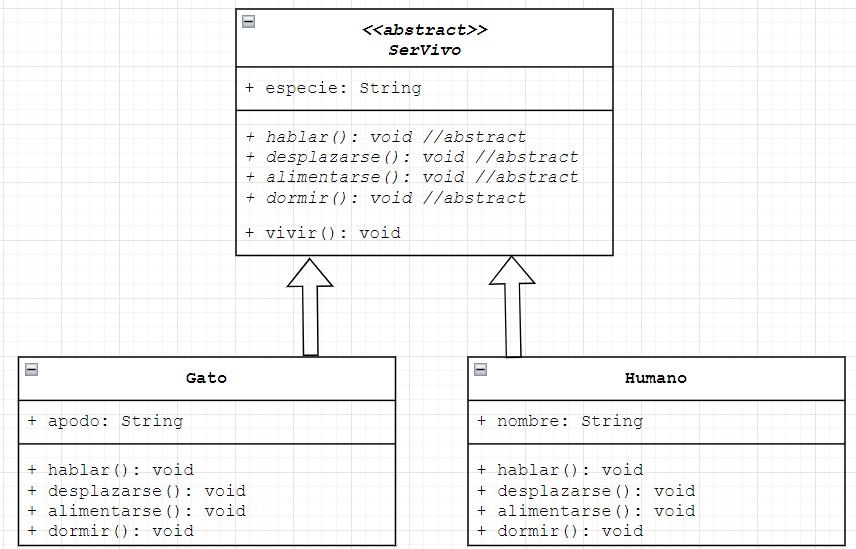 <<abstract>>
SerVivo
+ especie: String
+ hablar(): void //abstract
+ desplazarse(): void //abstract
+ alimentarse(): void //abstract
+ dormir(): void //abstract
+ vivir(): void
Gato
+ apodo: String
+ hablar(): void
+ desplazarse(): void
+ alimentarse(): void
+ dormir(): void
Humano
+ nombre: String
+ hablar(): void
+ desplazarse(): void
+ alimentarse(): void
+ dormir(): void